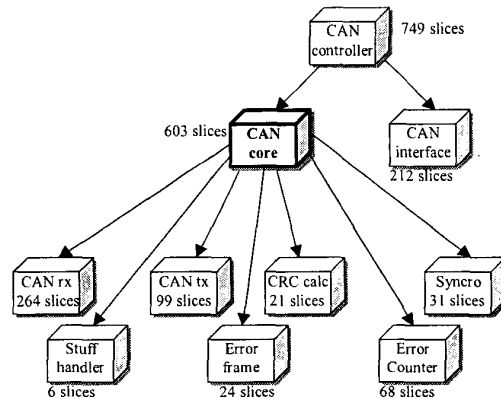 CAN
controller
749 slices
603 slices
CAN
core
CAN
interface
212 slices
CAN rx
264 slices
CAN tx
99 slices
CRC calc
21 slices
Syncro
31 slices
Stuff
handler
6 slices
Error
frame
24 slices
Error
Counter
68 slices